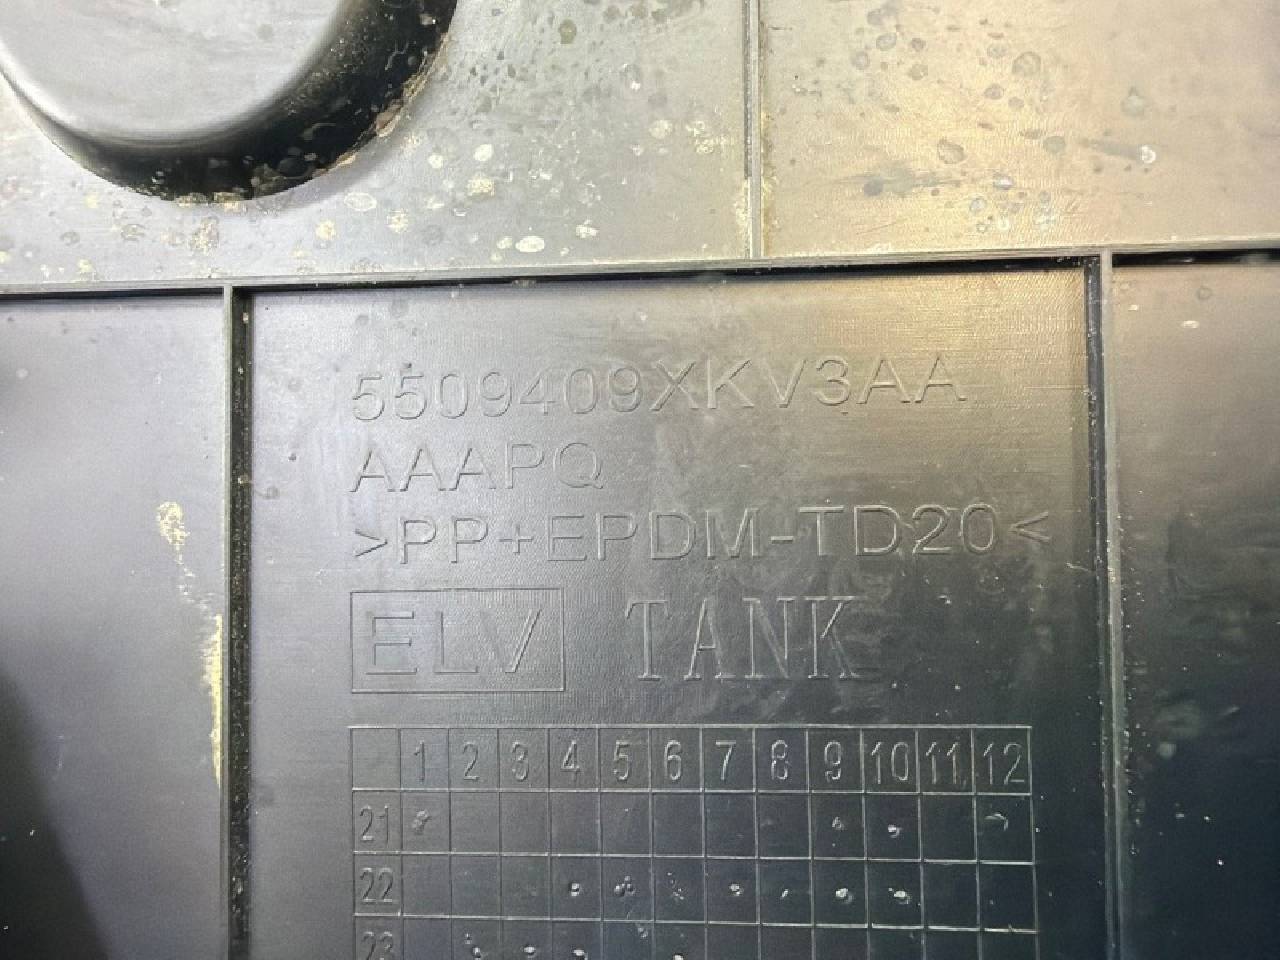 5509409XKV3AA
AAAPQ
>PP+EPDM-TD20<
ELV TANK
1 2 3 4 5 6 7 8 9 10 11 12
21
22
23